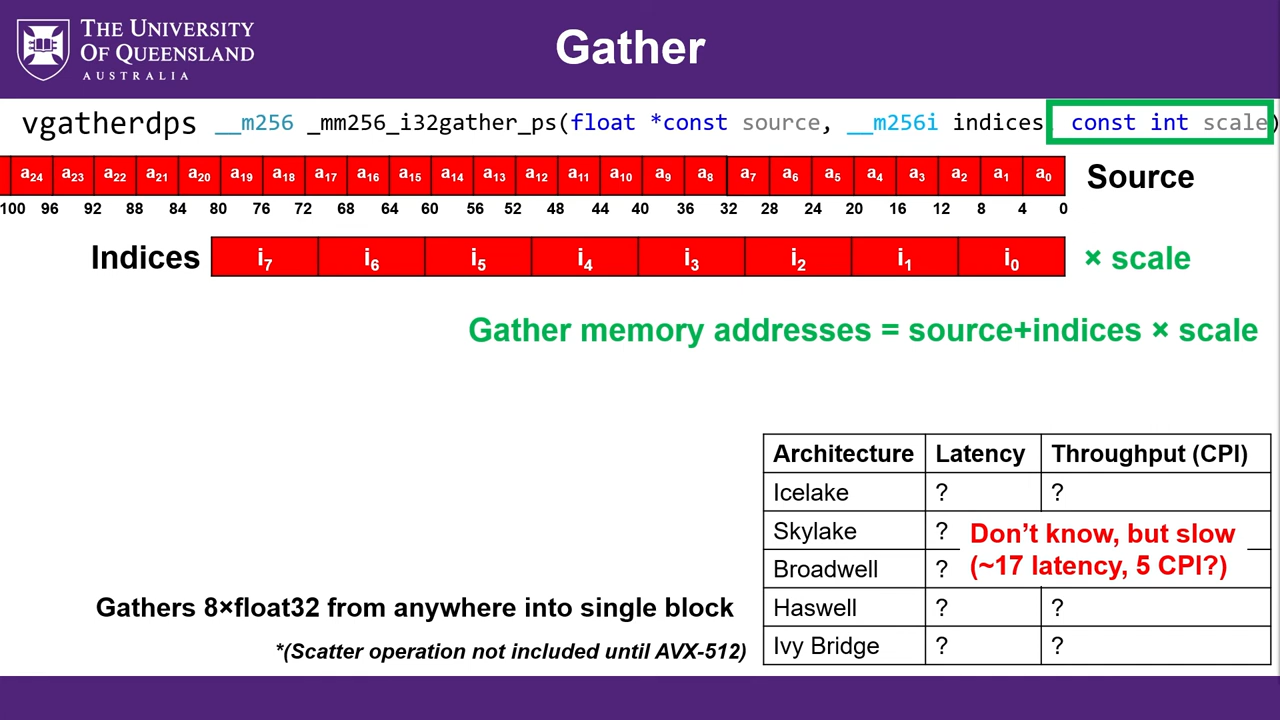 THE UNIVERSITY
OF QUEENSLAND
AUSTRALIA
Gather
vgatherdps __m256 _mm256_i32gather_ps(float *const source, __m256i indices, const int scale)
a24 a23 a22 a21 a20 a19 a18 a17 a16 a15 a14 a13 a12 a11 a10 a9 a8 a7 a6 a5 a4 a3 a2 a1 a0 Source
100 96 92 88 84 80 76 72 68 64 60 56 52 48 44 40 36 32 28 24 20 16 12 8 4 0
Indices i7 i6 i5 i4 i3 i2 i1 i0 × scale
Gather memory addresses = source+indices × scale
Architecture Latency Throughput (CPI)
Icelake ? ?
Skylake ?
Don't know, but slow
Broadwell ?
(~17 latency, 5 CPI?)
Haswell ? ?
Ivy Bridge ? ?
Gathers 8×float32 from anywhere into single block
*(Scatter operation not included until AVX-512)